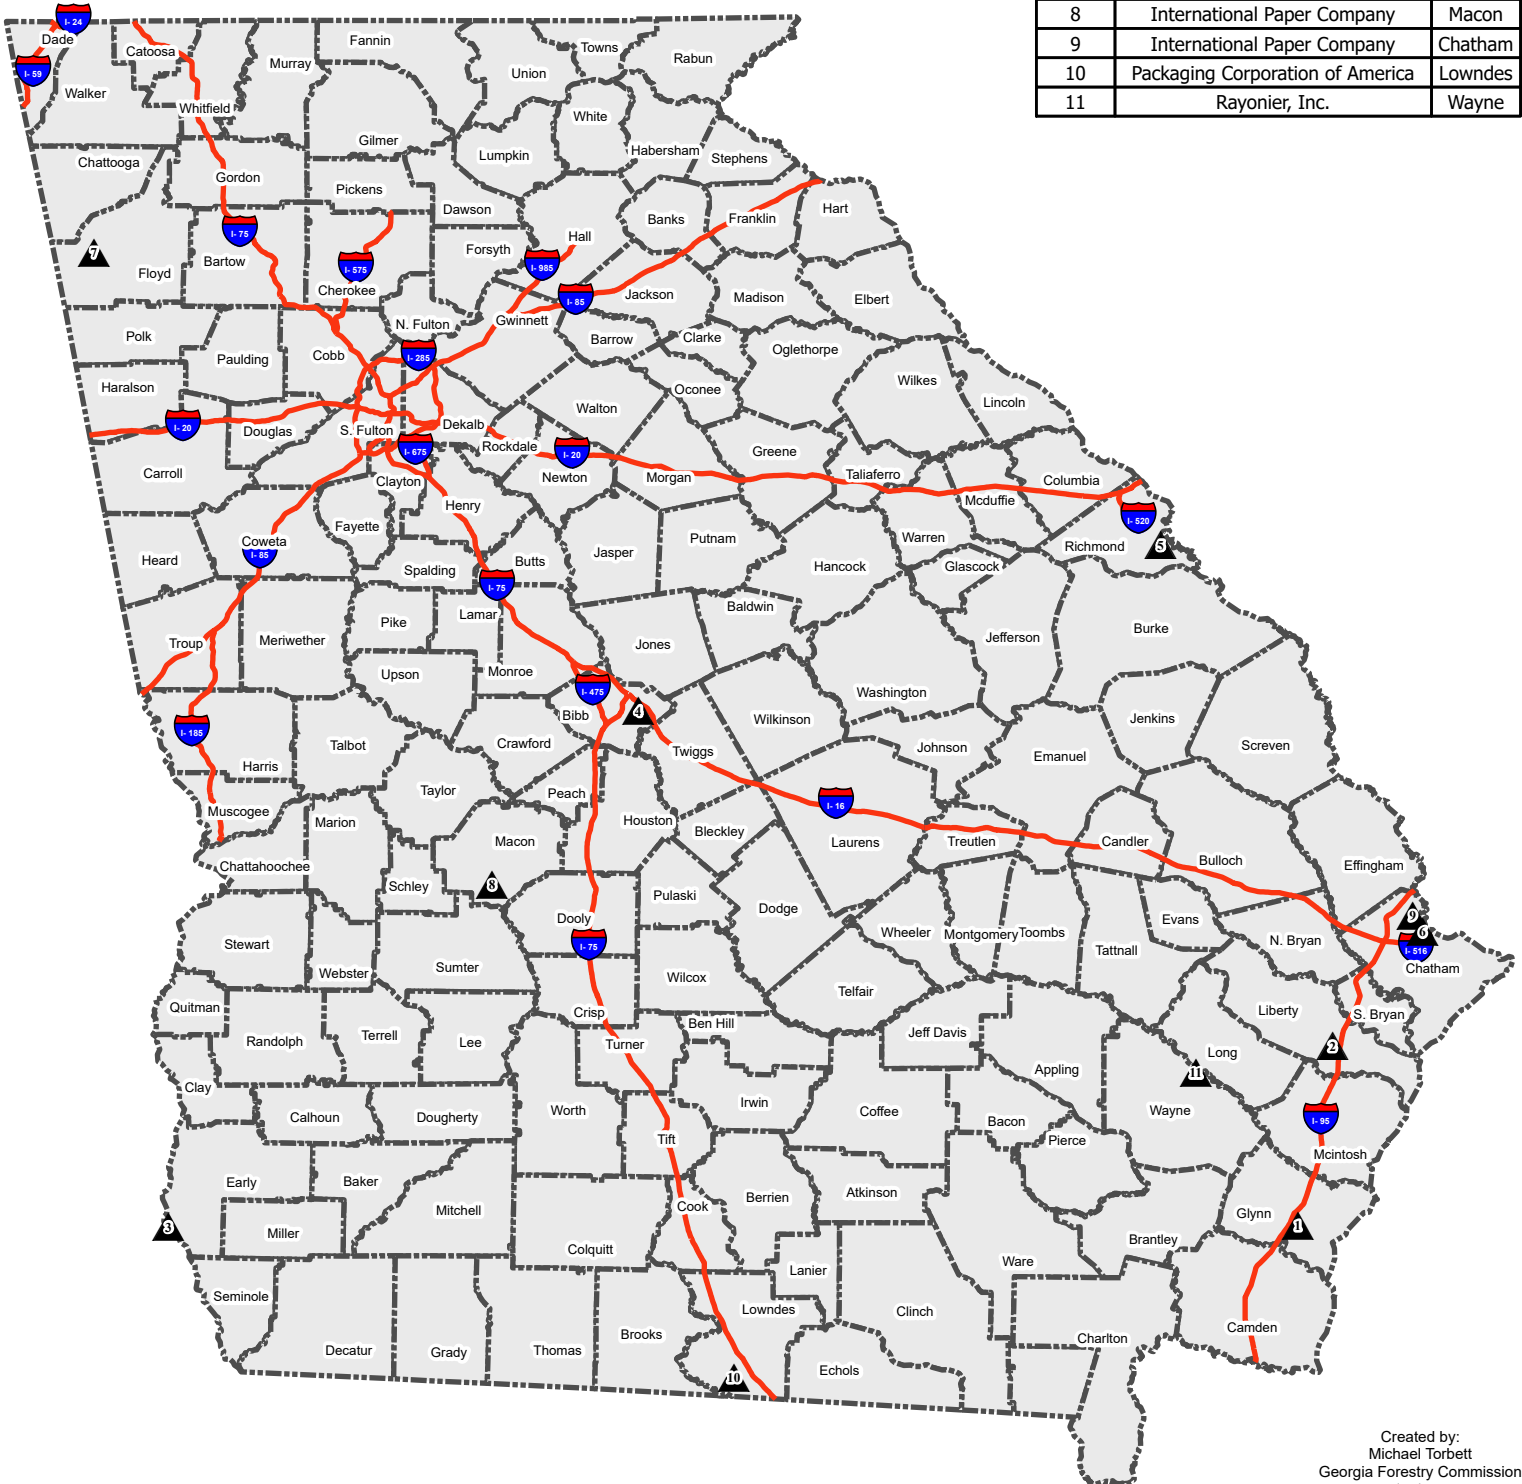 8 International Paper Company Macon
9 International Paper Company Chatham
10 Packaging Corporation of America Lowndes
11 Rayonier, Inc. Wayne
I- 24
Dade
Catoosa
Fannin
Towns
Rabun
Union
Murray
I- 59
Walker
Whitfield
White
Gilmer
Lumpkin
Habersham
Stephens
Chattooga
Gordon
Pickens
Dawson
Banks
Franklin
Hart
I- 75
7
Floyd
Bartow
I- 575
Cherokee
Forsyth
Hall
I- 985
I- 85
Jackson
Madison
Elbert
Polk
Paulding
Cobb
N. Fulton
Gwinnett
Barrow
Clarke
Oglethorpe
I- 285
Haralson
Oconee
Wilkes
Lincoln
Walton
I- 20
Douglas
S. Fulton
Dekalb
Rockdale
I- 675
I- 20
Greene
Carroll
Clayton
Newton
Morgan
Taliaferro
Columbia
Mcduffie
Henry
Fayette
I- 520
Coweta
I- 85
Heard
Spalding
Butts
Jasper
Putnam
Hancock
Warren
Glascock
Richmond
5
I- 75
Lamar
Pike
Baldwin
Troup
Meriwether
Jones
Jefferson
Burke
Upson
Monroe
I- 475
Washington
I- 185
Bibb
4
Wilkinson
Jenkins
Talbot
Crawford
Twiggs
Johnson
Emanuel
Screven
Harris
Taylor
Peach
I- 16
Muscogee
Marion
Macon
Houston
Bleckley
Laurens
Treutlen
Candler
Bulloch
Effingham
Chattahoochee
Schley
8
Pulaski
Dodge
Dooly
Wheeler
Montgomery
Toombs
Evans
9
6
I- 75
Stewart
Webster
Sumter
Tattnall
N. Bryan
I- 516
Chatham
Wilcox
Telfair
Quitman
Crisp
Ben Hill
Liberty
S. Bryan
Randolph
Terrell
Lee
Turner
Jeff Davis
Long
2
Appling
11
Clay
Calhoun
Dougherty
Worth
Irwin
Coffee
Bacon
Wayne
I- 95
Tift
Pierce
Mcintosh
Early
Baker
Mitchell
Berrien
Atkinson
Cook
Glynn
3
1
Miller
Colquitt
Brantley
Ware
Lanier
Seminole
Lowndes
Clinch
Brooks
Camden
Charlton
Decatur
Grady
Thomas
Echols
10
Created by:
Michael Torbett
Georgia Forestry Commission